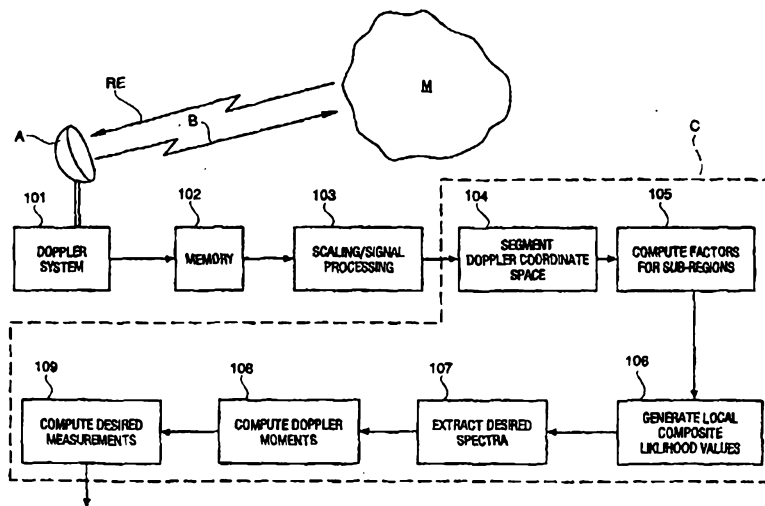 RE
M
A
B
C
101
102
103
104
105
DOPPLER
SYSTEM
MEMORY
SCALING/SIGNAL
PROCESSING
SEGMENT
DOPPLER COORDINATE
SPACE
COMPUTE FACTORS
FOR SUB-REGIONS
109
108
107
106
COMPUTE DESIRED
MEASUREMENTS
COMPUTE DOPPLER
MOMENTS
EXTRACT DESIRED
SPECTRA
GENERATE LOCAL
COMPOSITE
LIKLIHOOD VALUES